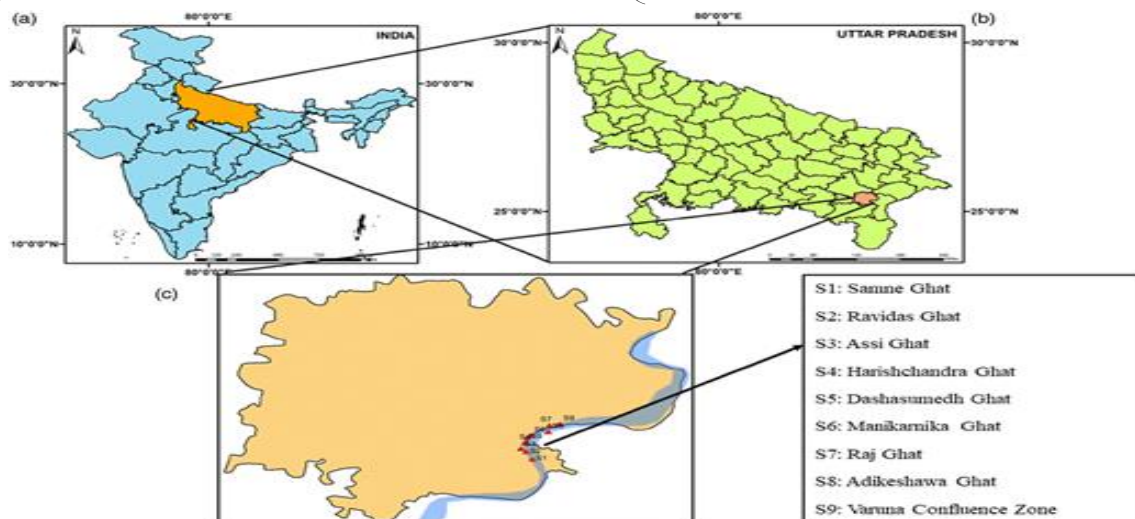 (a)
80°0'0"E
N
INDIA
30°0'0"N
30°0'0"N
10°0'0"N
10°0'0"N
80°0'0"E
(b)
80°0'0"E
N
UTTAR PRADESH
30°0'0"N
30°0'0"N
25°0'0"N
25°0'0"N
80°0'0"E
(c)
S7
S1
S1: Samne Ghat
S2: Ravidas Ghat
S3: Assi Ghat
S4: Harishchandra Ghat
S5: Dashasumedh Ghat
S6: Manikarnika Ghat
S7: Raj Ghat
S8: Adikeshawa Ghat
S9: Varuna Confluence Zone